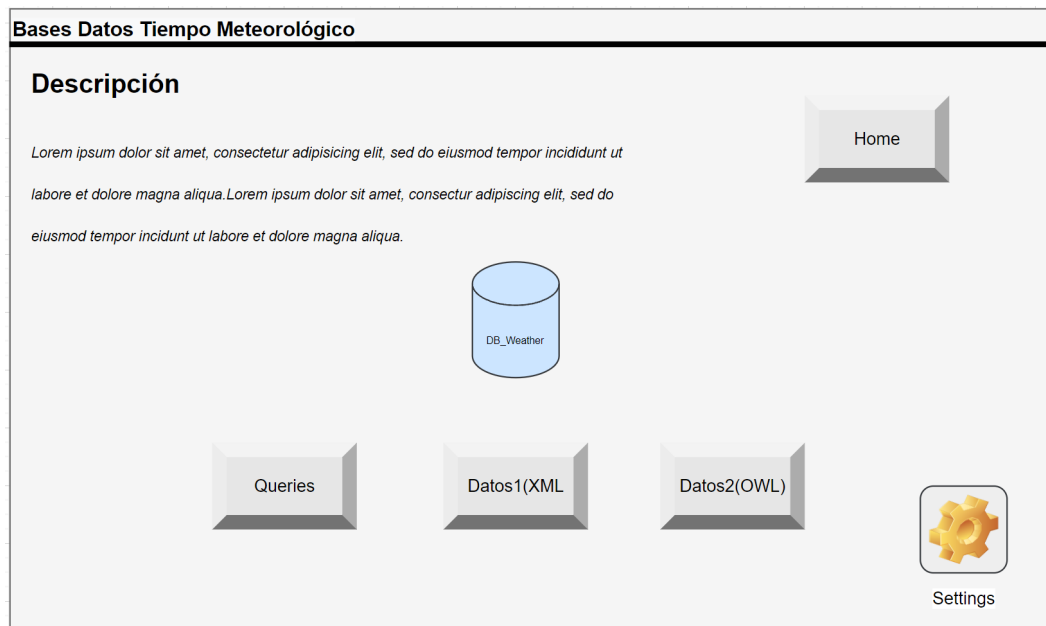 Bases Datos Tiempo Meteorológico
Descripción
Home
Lorem ipsum dolor sit amet, consectetur adipisicing elit, sed do eiusmod tempor incididunt ut
labore et dolore magna aliqua.Lorem ipsum dolor sit amet, consectur adipiscing elit, sed do
eiusmod tempor incidunt ut labore et dolore magna aliqua.
DB_Weather
Queries
Datos1(XML
Datos2(OWL)
Settings